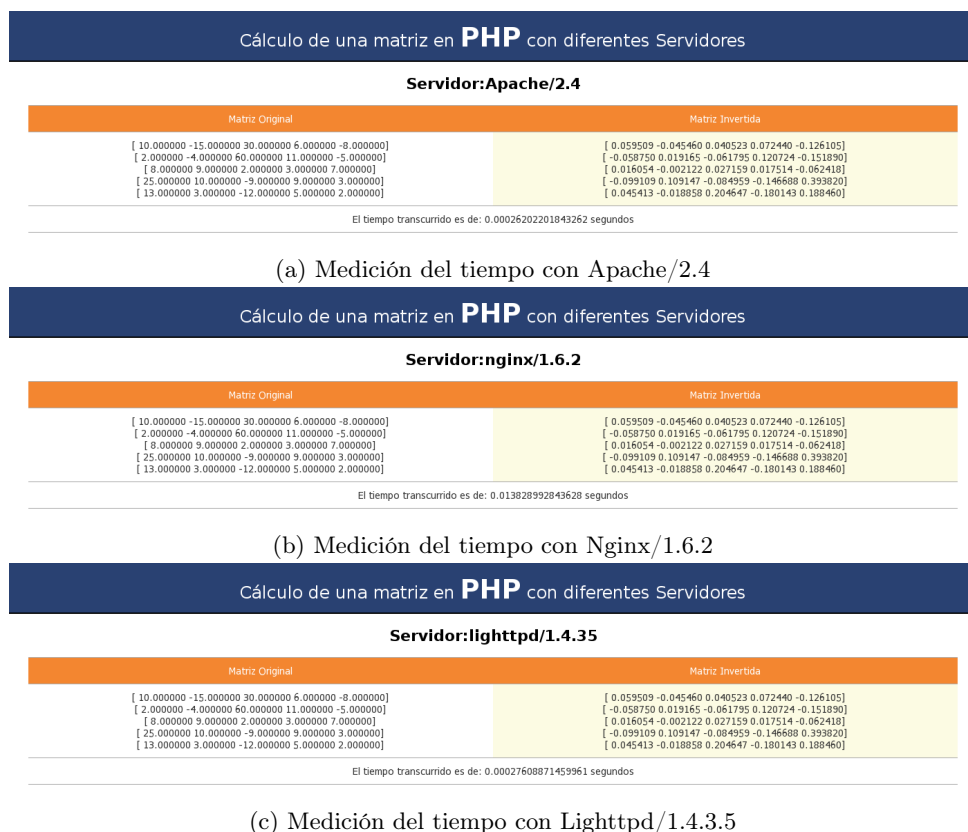 Cálculo de una matriz en PHP con diferentes Servidores
Servidor:Apache/2.4
Matriz Original Matriz Invertida
[ 10.000000 -15.000000 30.000000 6.000000 -8.000000] [ 0.059509 -0.045460 0.040523 0.072440 -0.126105]
[ 2.000000 -4.000000 60.000000 11.000000 -5.000000] [ -0.058750 0.019165 -0.061795 0.120724 -0.151890]
[ 8.000000 9.000000 2.000000 3.000000 7.000000] [ 0.016054 -0.002122 0.027159 0.017514 -0.062418]
[ 25.000000 10.000000 -9.000000 9.000000 3.000000] [ -0.099109 0.109147 -0.084959 -0.146688 0.393820]
[ 13.000000 3.000000 -12.000000 5.000000 2.000000] [ 0.045413 -0.018858 0.204647 -0.180143 0.188460]
El tiempo transcurrido es de: 0.00026202201843262 segundos
(a) Medición del tiempo con Apache/2.4
Cálculo de una matriz en PHP con diferentes Servidores
Servidor:nginx/1.6.2
Matriz Original Matriz Invertida
[ 10.000000 -15.000000 30.000000 6.000000 -8.000000] [ 0.059509 -0.045460 0.040523 0.072440 -0.126105]
[ 2.000000 -4.000000 60.000000 11.000000 -5.000000] [ -0.058750 0.019165 -0.061795 0.120724 -0.151890]
[ 8.000000 9.000000 2.000000 3.000000 7.000000] [ 0.016054 -0.002122 0.027159 0.017514 -0.062418]
[ 25.000000 10.000000 -9.000000 9.000000 3.000000] [ -0.099109 0.109147 -0.084959 -0.146688 0.393820]
[ 13.000000 3.000000 -12.000000 5.000000 2.000000] [ 0.045413 -0.018858 0.204647 -0.180143 0.188460]
El tiempo transcurrido es de: 0.013828992843628 segundos
(b) Medición del tiempo con Nginx/1.6.2
Cálculo de una matriz en PHP con diferentes Servidores
Servidor:lighttpd/1.4.35
Matriz Original Matriz Invertida
[ 10.000000 -15.000000 30.000000 6.000000 -8.000000] [ 0.059509 -0.045460 0.040523 0.072440 -0.126105]
[ 2.000000 -4.000000 60.000000 11.000000 -5.000000] [ -0.058750 0.019165 -0.061795 0.120724 -0.151890]
[ 8.000000 9.000000 2.000000 3.000000 7.000000] [ 0.016054 -0.002122 0.027159 0.017514 -0.062418]
[ 25.000000 10.000000 -9.000000 9.000000 3.000000] [ -0.099109 0.109147 -0.084959 -0.146688 0.393820]
[ 13.000000 3.000000 -12.000000 5.000000 2.000000] [ 0.045413 -0.018858 0.204647 -0.180143 0.188460]
El tiempo transcurrido es de: 0.00027608871459961 segundos
(c) Medición del tiempo con Lighttpd/1.4.3.5